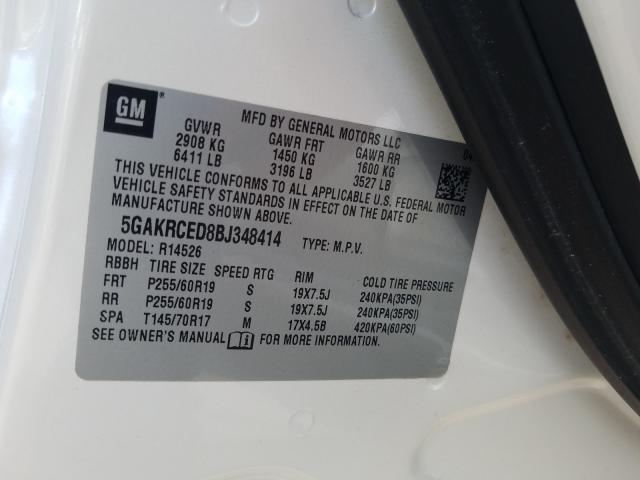 GM ®
MFD BY GENERAL MOTORS LLC
GVWR GAWR FRT GAWR RR
2908 KG 1450 KG 1600 KG
6411 LB 3196 LB 3527 LB
THIS VEHICLE CONFORMS TO ALL APPLICABLE U.S. FEDERAL MOTOR
VEHICLE SAFETY STANDARDS IN EFFECT ON THE DATE OF
MANUFACTURE SHOWN ABOVE.
5GAKRCED8BJ348414 TYPE: M.P.V.
MODEL: R14526
RBBH TIRE SIZE SPEED RTG RIM COLD TIRE PRESSURE
FRT P255/60R19 S 19X7.5J 240KPA(35PSI)
RR P255/60R19 S 19X7.5J 240KPA(35PSI)
SPA T145/70R17 M 17X4.5B 420KPA(60PSI)
SEE OWNER'S MANUAL i FOR MORE INFORMATION.